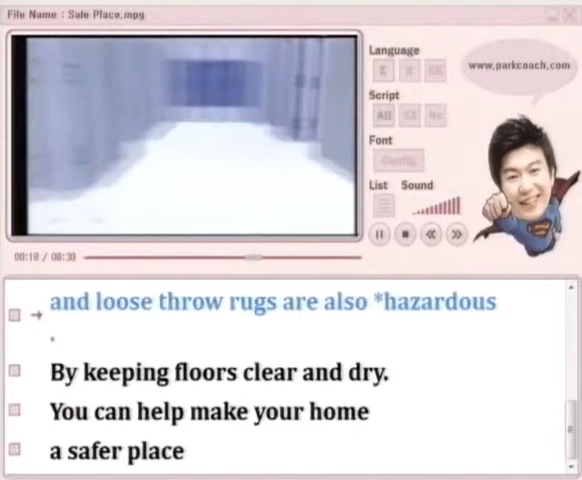 File Name : Safe Place.mpg
Language
www.parkcoach.com
Script
All
Font
Config
List Sound
00:18 / 00:30
and loose throw rugs are also *hazardous
.
By keeping floors clear and dry.
You can help make your home
a safer place